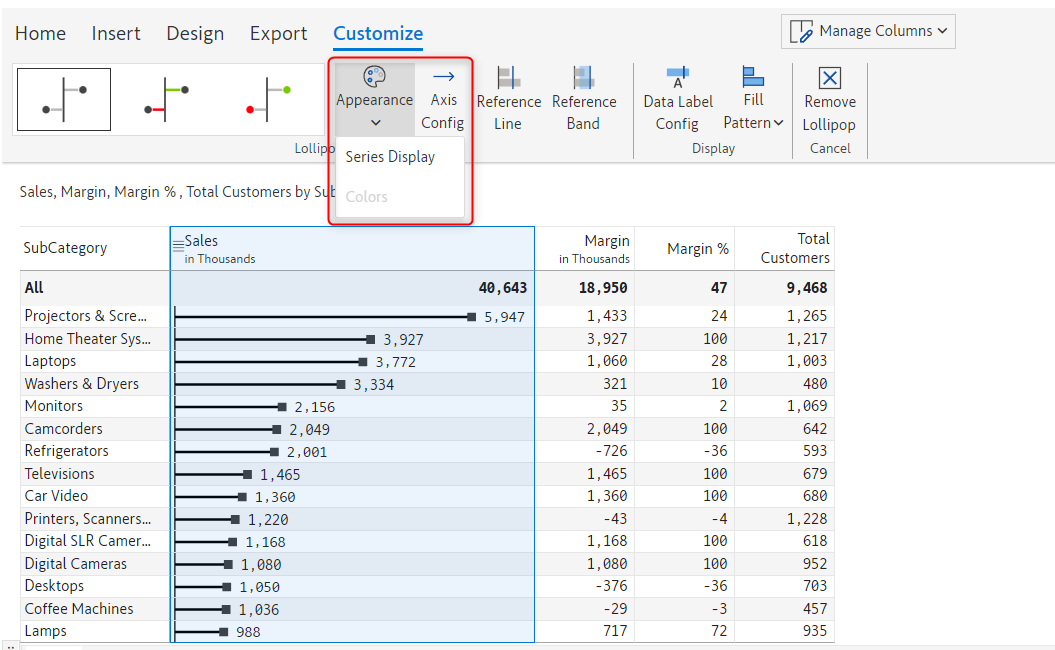 Home Insert Design Export Customize
Manage Columns
Appearance
Axis Config
Reference Line
Reference Band
Data Label Config
Fill Pattern
Remove Lollipop
Series Display
Colors
Display
Cancel
Sales, Margin, Margin % , Total Customers by
SubCategory Sales in Thousands Margin in Thousands Margin % Total Customers
All 40,643 18,950 47 9,468
Projectors & Scre... 5,947 1,433 24 1,265
Home Theater Sys... 3,927 3,927 100 1,217
Laptops 3,772 1,060 28 1,003
Washers & Dryers 3,334 321 10 480
Monitors 2,156 35 2 1,069
Camcorders 2,049 2,049 100 642
Refrigerators 2,001 -726 -36 593
Televisions 1,465 1,465 100 679
Car Video 1,360 1,360 100 680
Printers, Scanners... 1,220 -43 -4 1,228
Digital SLR Camer... 1,168 1,168 100 618
Digital Cameras 1,080 1,080 100 952
Desktops 1,050 -376 -36 703
Coffee Machines 1,036 -29 -3 457
Lamps 988 717 72 935